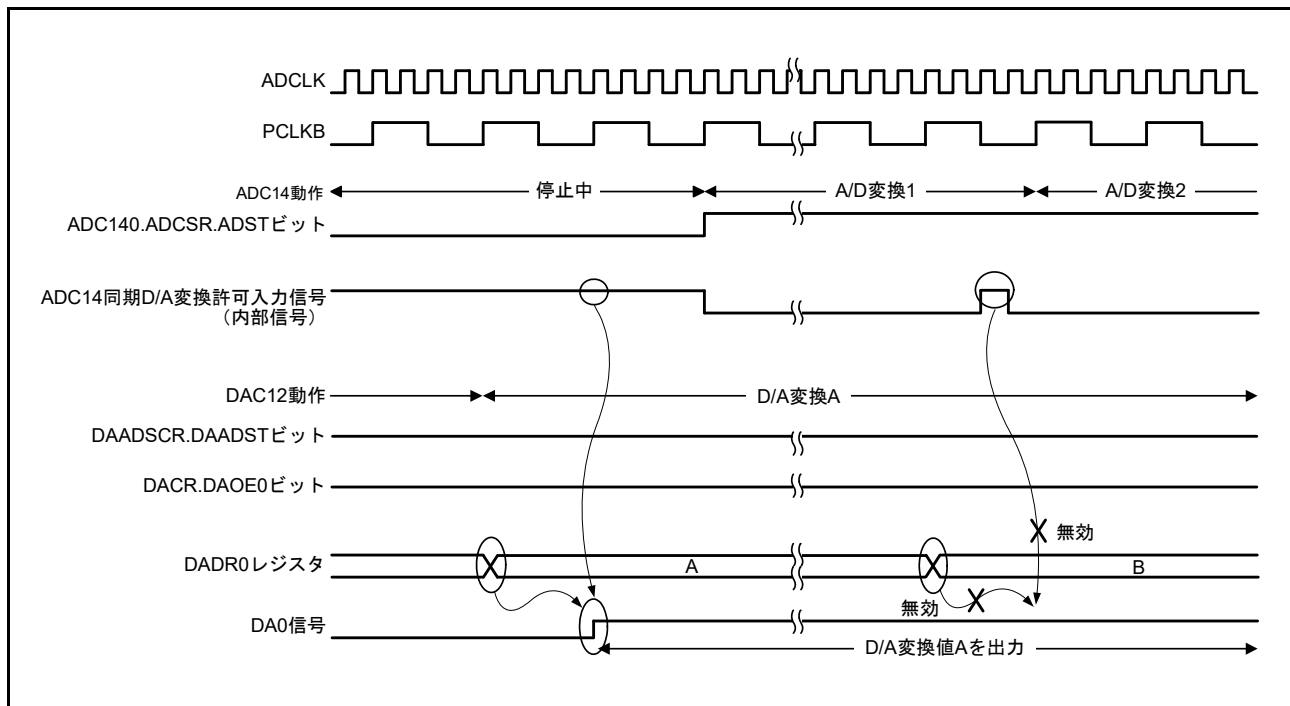 ADCLK
PCLKB
ADC14動作 停止中 A/D変換1 A/D変換2
ADC140.ADCSR.ADSTビット
ADC14同期D/A変換許可入力信号
（内部信号）
DAC12動作 D/A変換A
DAADSCR.DAADSTビット
DACR.DAOE0ビット
無効
DADR0レジスタ A B
無効
DA0信号
D/A変換値Aを出力